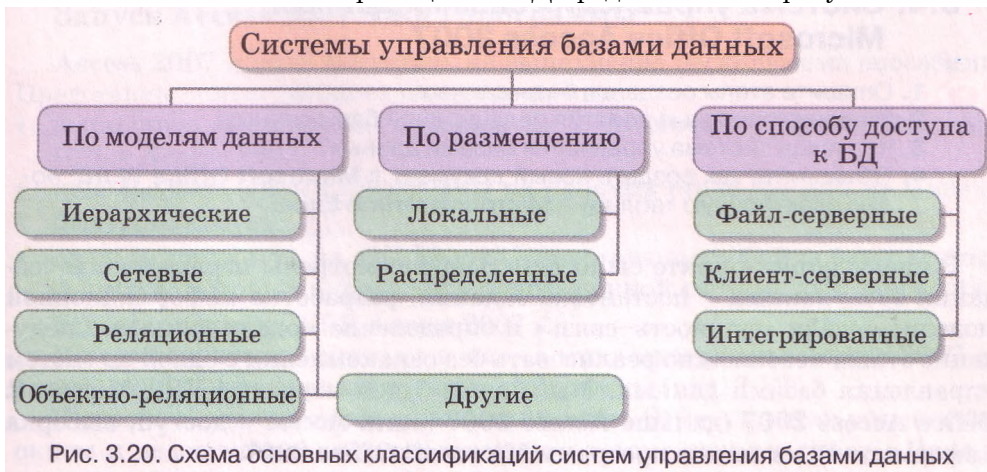 Системы управления базами данных
По моделям данных
По размещению
По способу доступа
к БД
Иерархические
Локальные
Файл-серверные
Сетевые
Распределенные
Клиент-серверные
Реляционные
Интегрированные
Объектно-реляционные
Другие
Рис. 3.20. Схема основных классификаций систем управления базами данных